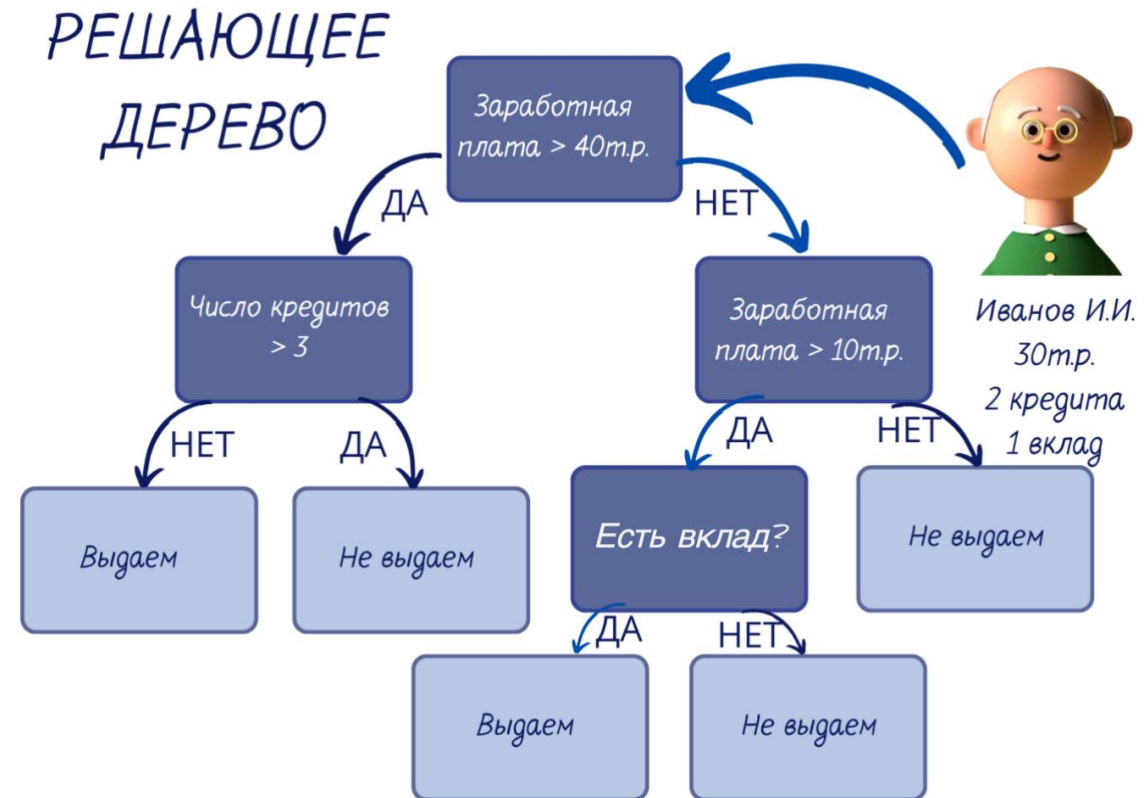 РЕШАЮЩЕЕ
ДЕРЕВО
Заработная
плата > 40т.р.
ДА
НЕТ
Число кредитов
> 3
Заработная
плата > 10т.р.
Иванов И.И.
30т.р.
2 кредита
1 вклад
НЕТ
ДА
ДА
НЕТ
Выдаем
Не выдаем
Есть вклад?
Не выдаем
ДА
НЕТ
Выдаем
Не выдаем